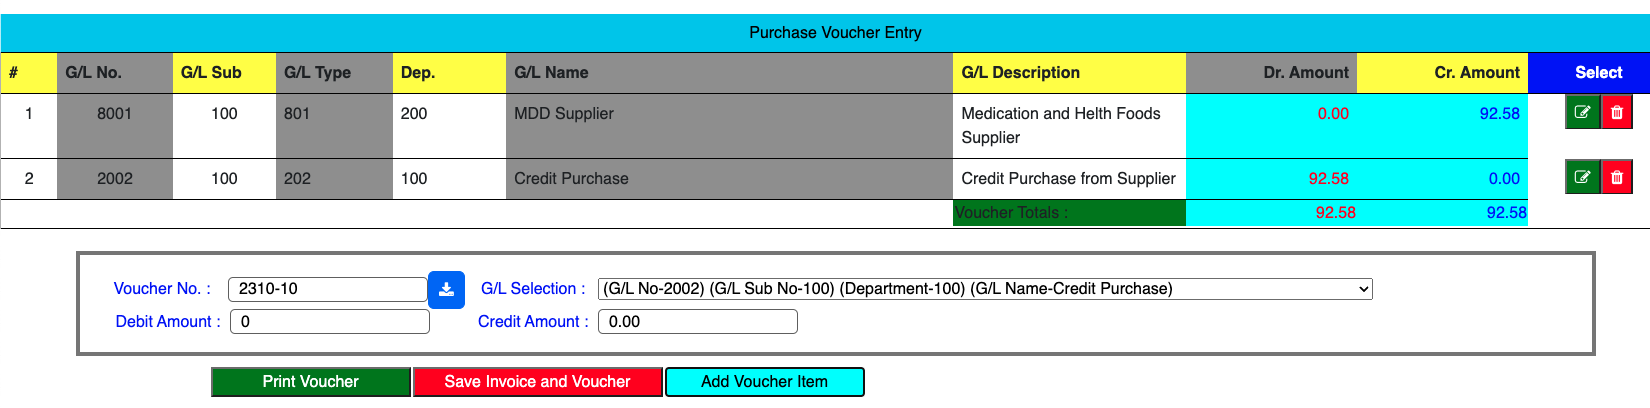 Purchase Voucher Entry
# G/L No. G/L Sub G/L Type Dep. G/L Name G/L Description Dr. Amount Cr. Amount Select
1 8001 100 801 200 MDD Supplier Medication and Helth Foods 0.00 92.58
Supplier
2 2002 100 202 100 Credit Purchase Credit Purchase from Supplier 92.58 0.00
Voucher Totals : 92.58 92.58
Voucher No. : 2310-10 G/L Selection : (G/L No-2002) (G/L Sub No-100) (Department-100) (G/L Name-Credit Purchase)
Debit Amount : 0 Credit Amount : 0.00
Print Voucher Save Invoice and Voucher Add Voucher Item